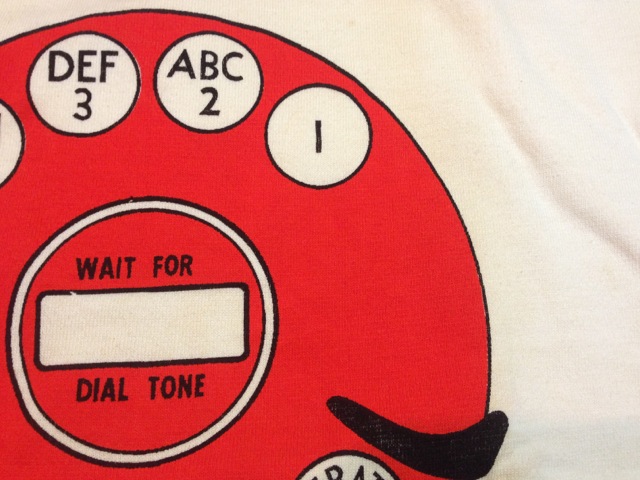 DEF
3
ABC
2
1
WAIT FOR
DIAL TONE